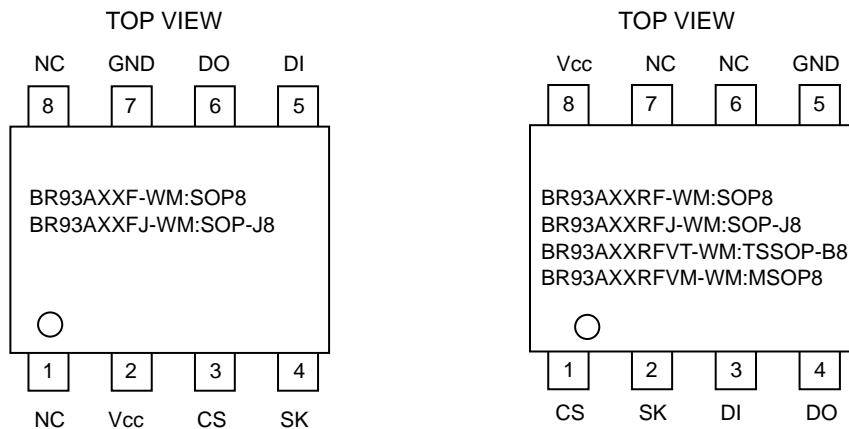 TOP VIEW
NC GND DO DI
8 7 6 5
BR93AXXF-WM:SOP8
BR93AXXFJ-WM:SOP-J8
1 2 3 4
NC Vcc CS SK
TOP VIEW
Vcc NC NC GND
8 7 6 5
BR93AXXRF-WM:SOP8
BR93AXXRFJ-WM:SOP-J8
BR93AXXRFVT-WM:TSSOP-B8
BR93AXXRFVM-WM:MSOP8
1 2 3 4
CS SK DI DO